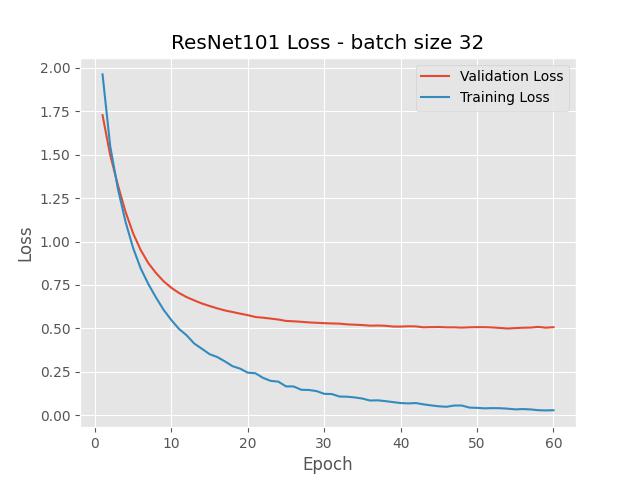 ResNet101 Loss - batch size 32
Validation Loss
Training Loss
2.00
1.75
1.50
1.25
1.00
0.75
0.50
0.25
0.00
Loss
0 10 20 30 40 50 60
Epoch